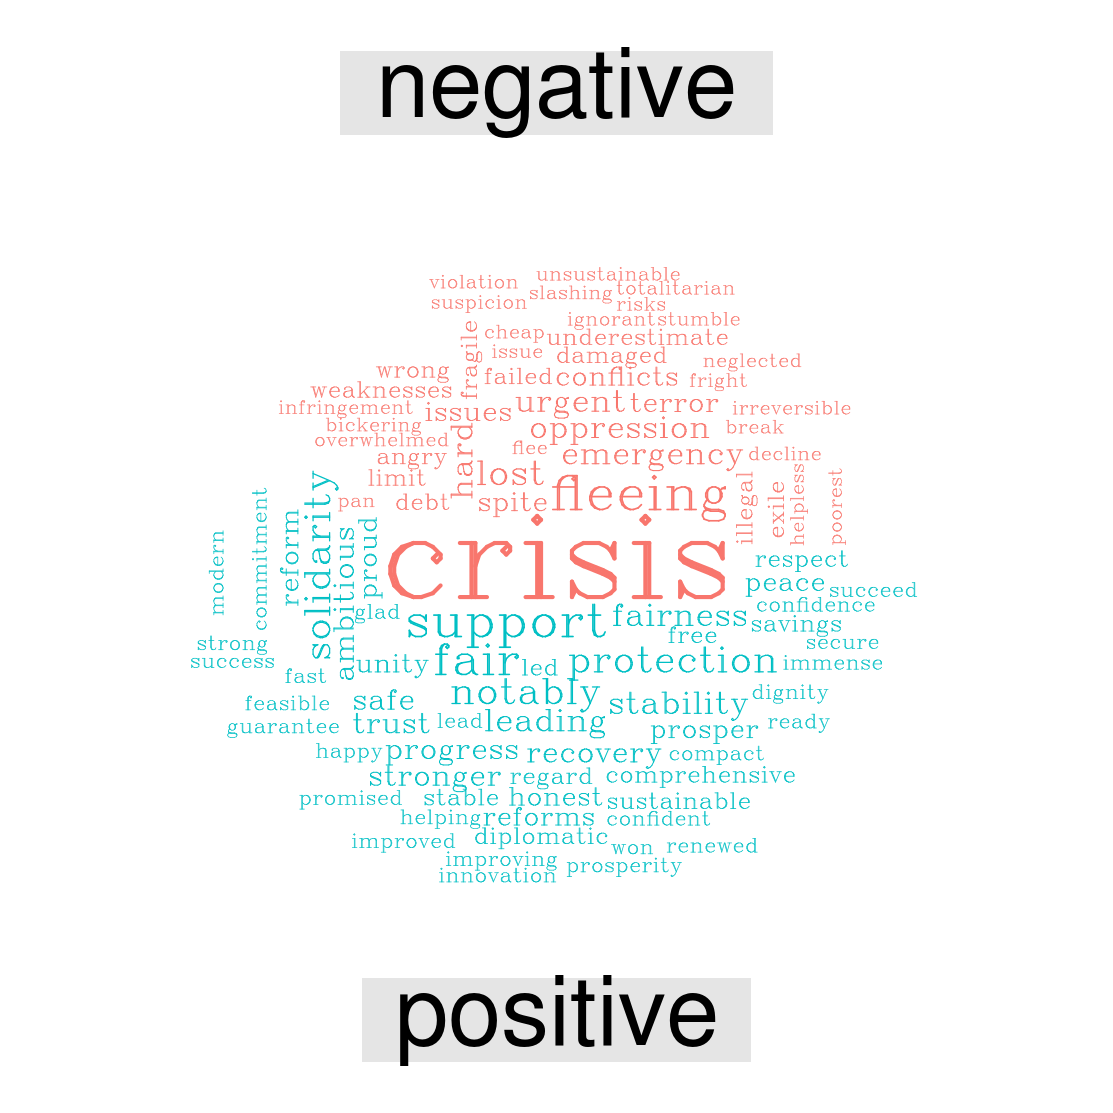 negative
violation unsustainable
slashing totalitarian
suspicion risks
ignorant stumble
cheap underestimate
fragile
issue damaged neglected
wrong failed conflicts fright
weaknesses urgent terror
infringement issues irreversible
bickering oppression break
overwhelmed flee
angry hard emergency decline
limit lost
pan debt spite fleeing illegal exile helpless poorest
crisis
modern commitment reform solidarity ambitious proud
respect
peace succeed
glad support fairness confidence
free savings
strong secure
success unity fair led protection immense
fast
feasible safe notably stability dignity
guarantee trust lead leading prosper ready
happy progress recovery compact
stronger regard comprehensive
promised stable honest sustainable
helping reforms confident
improved diplomatic won renewed
improving prosperity
innovation
positive